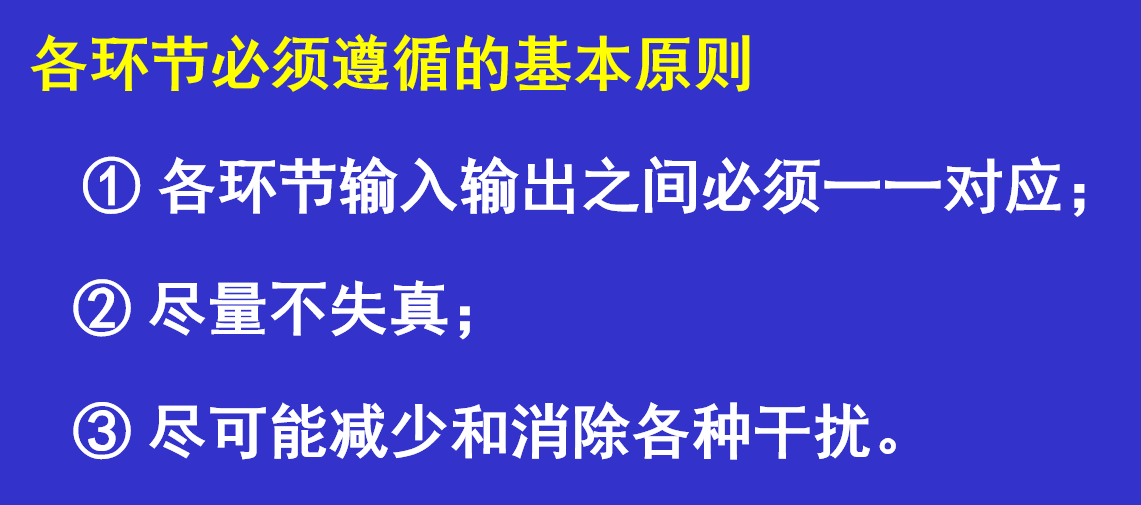 各环节必须遵循的基本原则
① 各环节输入输出之间必须一一对应；
② 尽量不失真；
③ 尽可能减少和消除各种干扰。